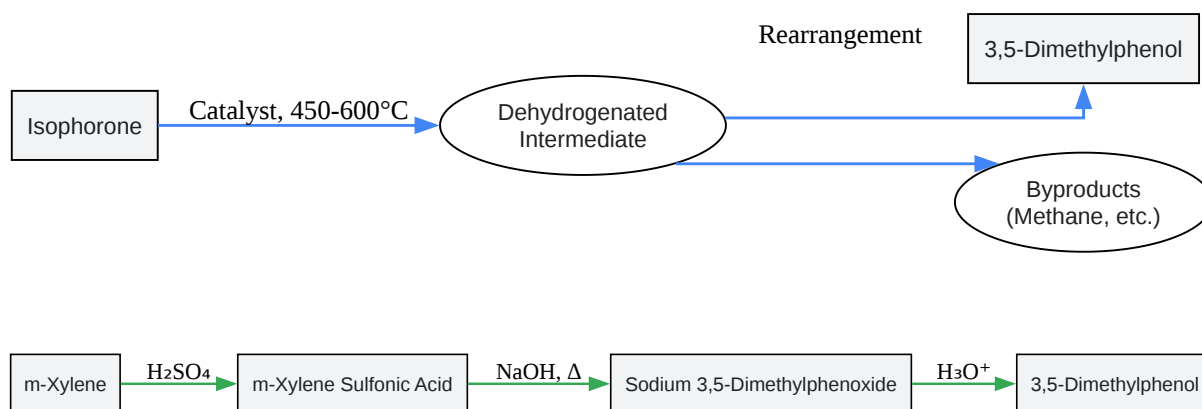 Rearrangement
3,5-Dimethylphenol
Isophorone
Catalyst, 450-600°C
Dehydrogenated
Intermediate
Byproducts
(Methane, etc.)
m-Xylene
H₂SO₄
m-Xylene Sulfonic Acid
NaOH, Δ
Sodium 3,5-Dimethylphenoxide
H₃O⁺
3,5-Dimethylphenol